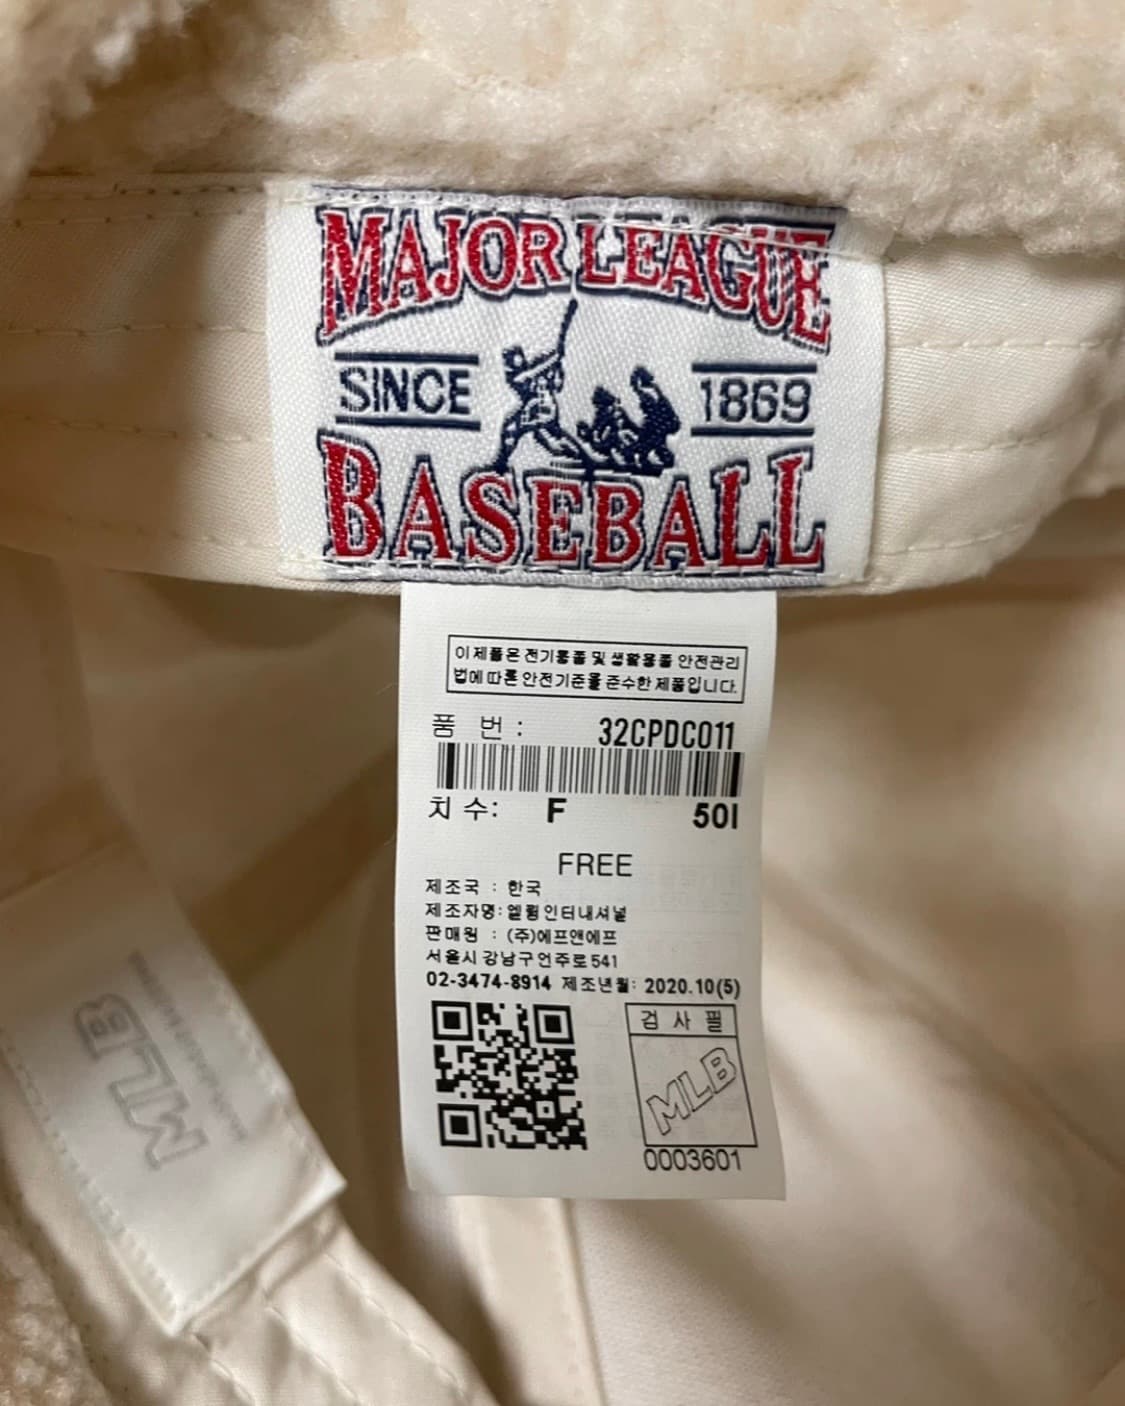 MAJOR LEAGUE
SINCE 1869
BASEBALL
이 제품은 전기용품 및 생활용품 안전관리
법에 따른 안전기준을 준수한 제품입니다.
품 번 : 32CPDC011
치 수: F 50I
FREE
제조국 : 한국
제조자명: 엘림인터내셔널
판매원 : (주)에프앤에프
서울시 강남구 언주로 541
02-3474-8914 제조년월: 2020.10(5)
검 사 필
MLB
0003601
MLB